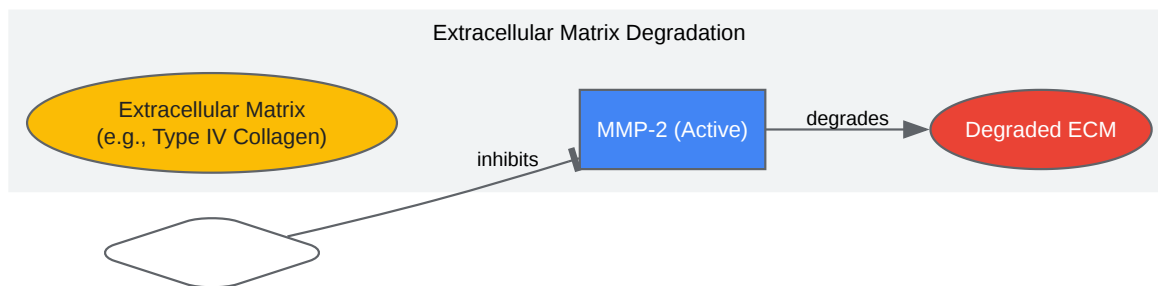 Extracellular Matrix Degradation
Extracellular Matrix
(e.g., Type IV Collagen)
inhibits
MMP-2 (Active)
degrades
Degraded ECM